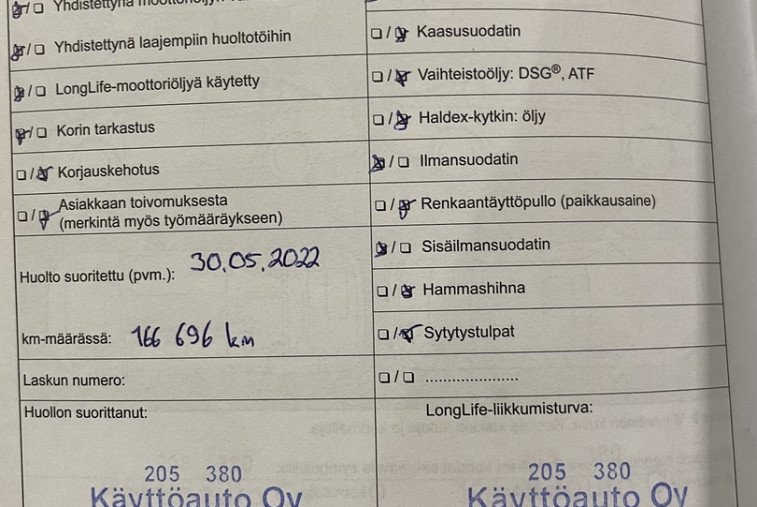 Yhdistettynä moottoriöljyn
Yhdistettynä laajempiin huoltotöihin
LongLife-moottoriöljyä käytetty
Korin tarkastus
Korjauskehotus
Asiakkaan toivomuksesta
(merkintä myös työmääräykseen)
Huolto suoritettu (pvm.): 30.05.2022
km-määrässä: 166 696 km
Laskun numero:
Huollon suorittanut:
205 380
Käyttöauto Oy
Kaasusuodatin
Vaihteistoöljy: DSG®, ATF
Haldex-kytkin: öljy
Ilmansuodatin
Renkaantäyttöpullo (paikkausaine)
Sisäilmansuodatin
Hammashihna
Sytytystulpat
.....................
LongLife-liikkumisturva:
205 380
Käyttöauto Oy